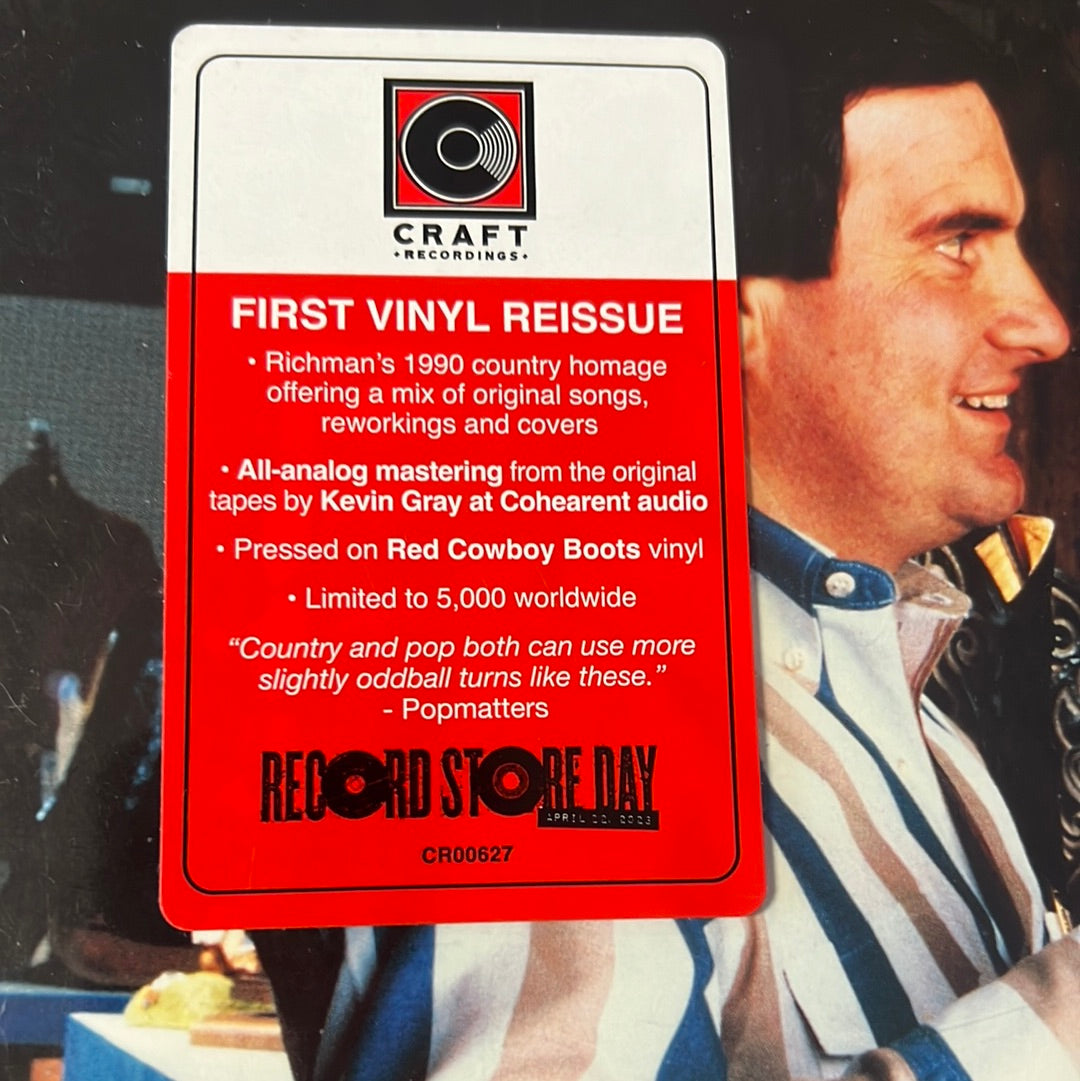 CRAFT
•RECORDINGS•
FIRST VINYL REISSUE
• Richman's 1990 country homage
offering a mix of original songs,
reworkings and covers
• All-analog mastering from the original
tapes by Kevin Gray at Cohearent audio
• Pressed on Red Cowboy Boots vinyl
• Limited to 5,000 worldwide
“Country and pop both can use more
slightly oddball turns like these.”
- Popmatters
RECORD STORE DAY
APRIL 22, 2023
CR00627